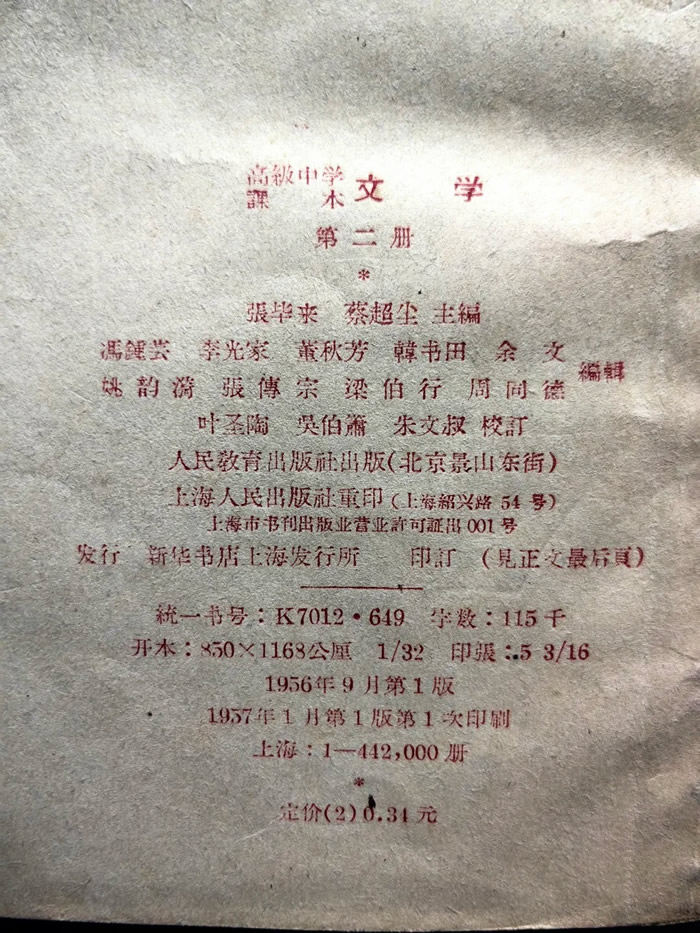 高級中学
課本 文学
第二册
*
張毕来 蔡超尘 主編
馮鍾芸 李光家 董秋芳 韓书田 余文
姚韵漪 張傳宗 梁伯行 周同德 編輯
叶圣陶 吳伯簫 朱文叔 校訂
人民敎育出版社出版(北京景山东街)
上海人民出版社重印(上海紹兴路 54 号)
上海市书刊出版业营业許可証出 001 号
发行 新华书店上海发行所 印訂 (見正文最后頁)
統一书号：K7012·649 字数：115千
开本：850×1168公厘 1/32 印張：5 3/16
1956年9月第1版
1957年1月第1版第1次印刷
上海：1—442,000册
*
定价(2)0.34元